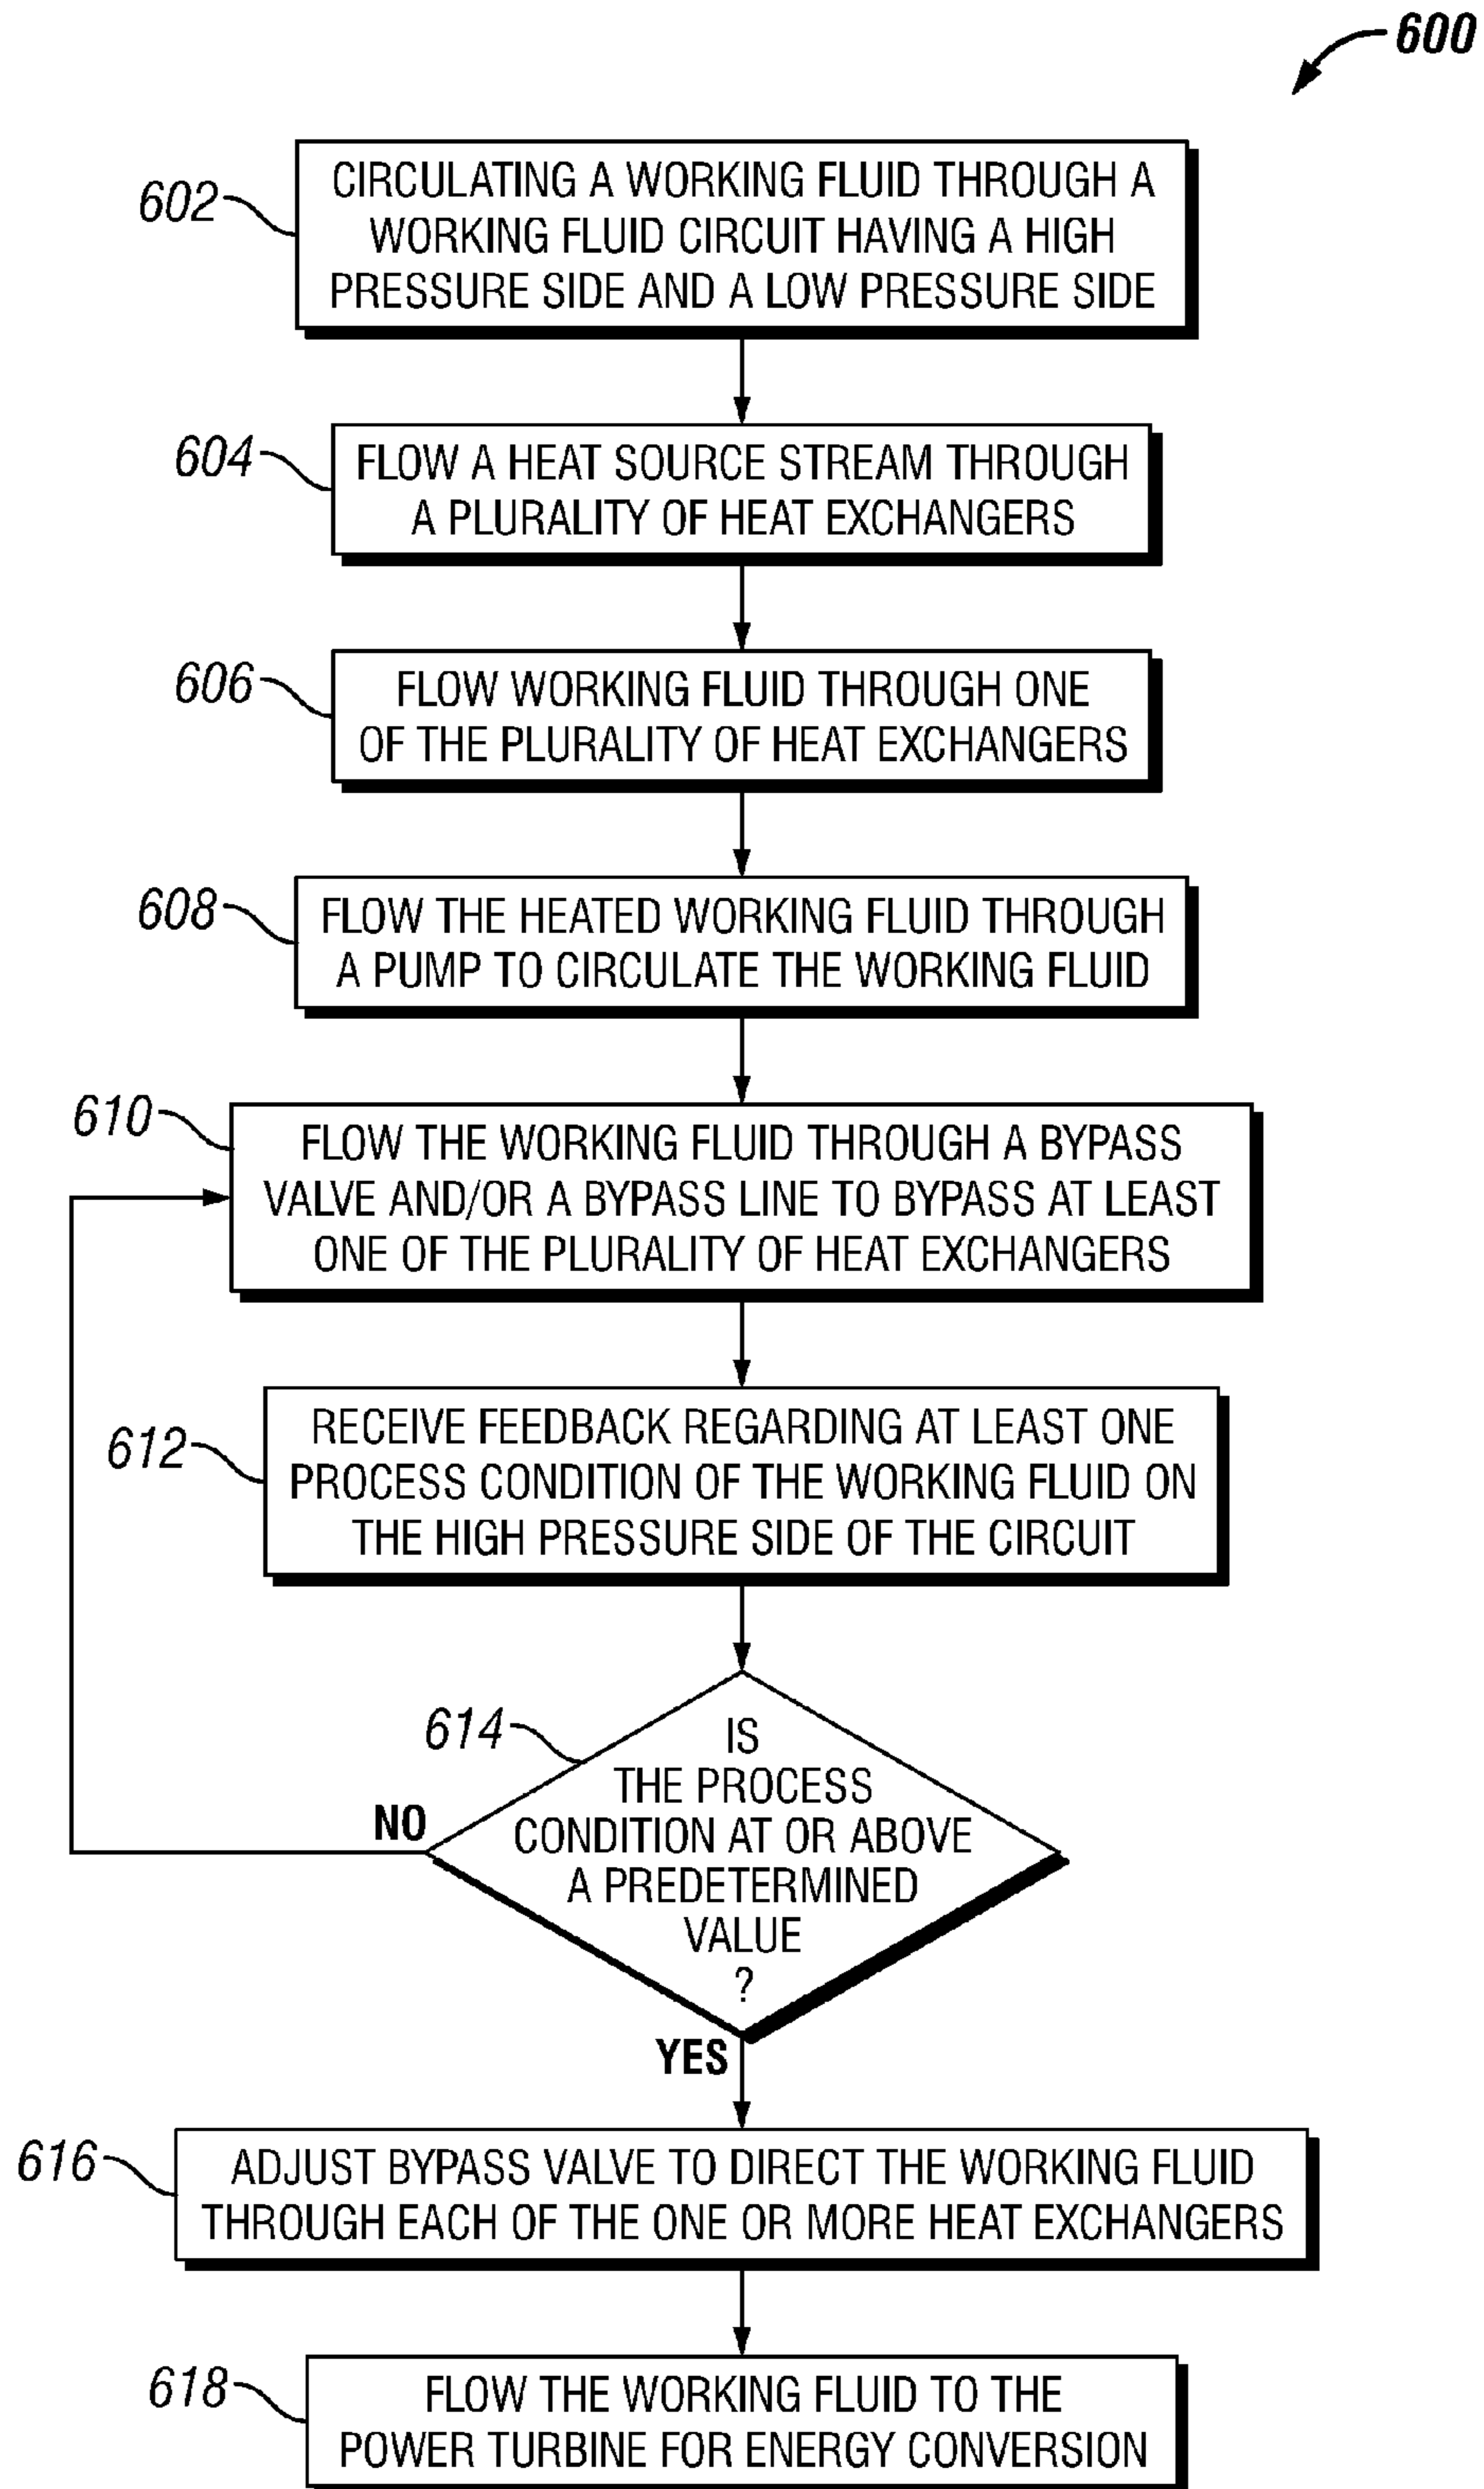 600
602
CIRCULATING A WORKING FLUID THROUGH A
WORKING FLUID CIRCUIT HAVING A HIGH
PRESSURE SIDE AND A LOW PRESSURE SIDE
604
FLOW A HEAT SOURCE STREAM THROUGH
A PLURALITY OF HEAT EXCHANGERS
606
FLOW WORKING FLUID THROUGH ONE
OF THE PLURALITY OF HEAT EXCHANGERS
608
FLOW THE HEATED WORKING FLUID THROUGH
A PUMP TO CIRCULATE THE WORKING FLUID
610
FLOW THE WORKING FLUID THROUGH A BYPASS
VALVE AND/OR A BYPASS LINE TO BYPASS AT LEAST
ONE OF THE PLURALITY OF HEAT EXCHANGERS
612
RECEIVE FEEDBACK REGARDING AT LEAST ONE
PROCESS CONDITION OF THE WORKING FLUID ON
THE HIGH PRESSURE SIDE OF THE CIRCUIT
614
IS
THE PROCESS
CONDITION AT OR ABOVE
A PREDETERMINED
VALUE
?
NO
YES
616
ADJUST BYPASS VALVE TO DIRECT THE WORKING FLUID
THROUGH EACH OF THE ONE OR MORE HEAT EXCHANGERS
618
FLOW THE WORKING FLUID TO THE
POWER TURBINE FOR ENERGY CONVERSION